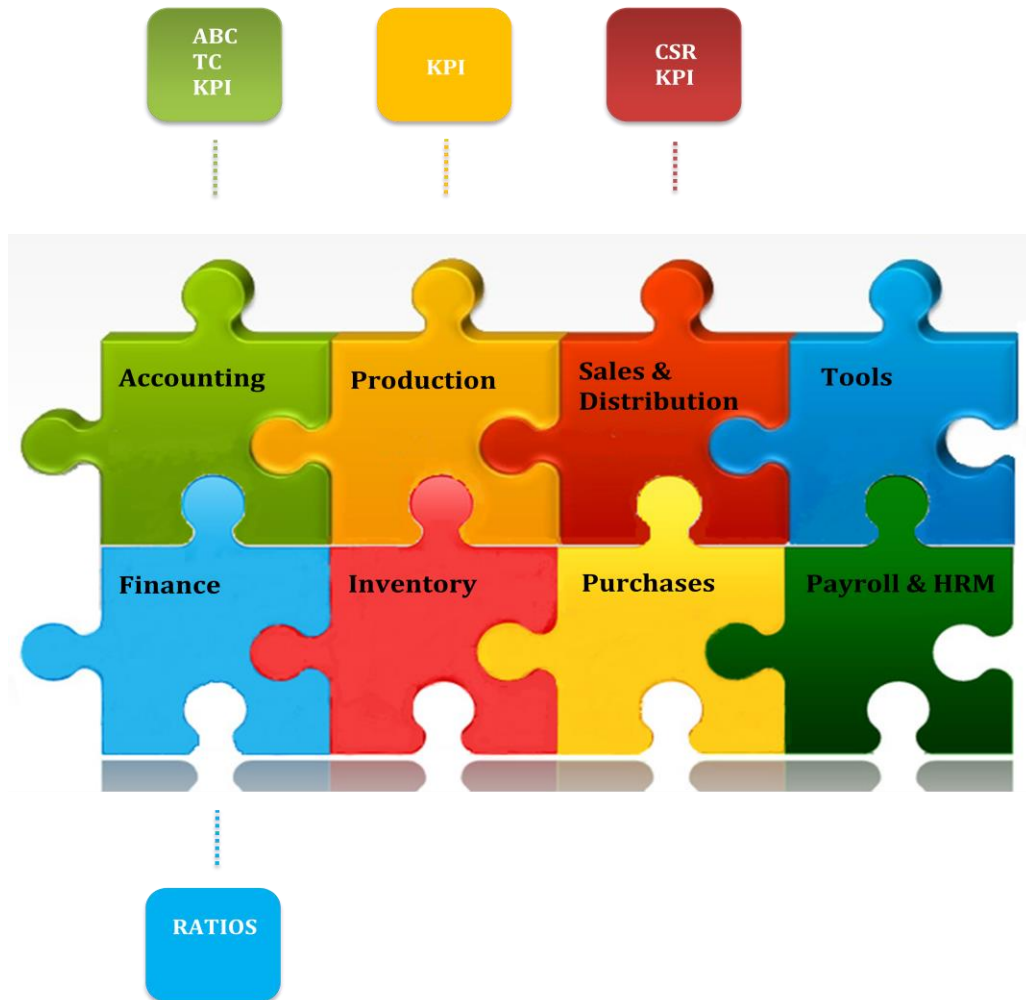 ABC
TC
KPI
KPI
CSR
KPI
Accounting
Production
Sales &
Distribution
Tools
Finance
Inventory
Purchases
Payroll & HRM
RATIOS